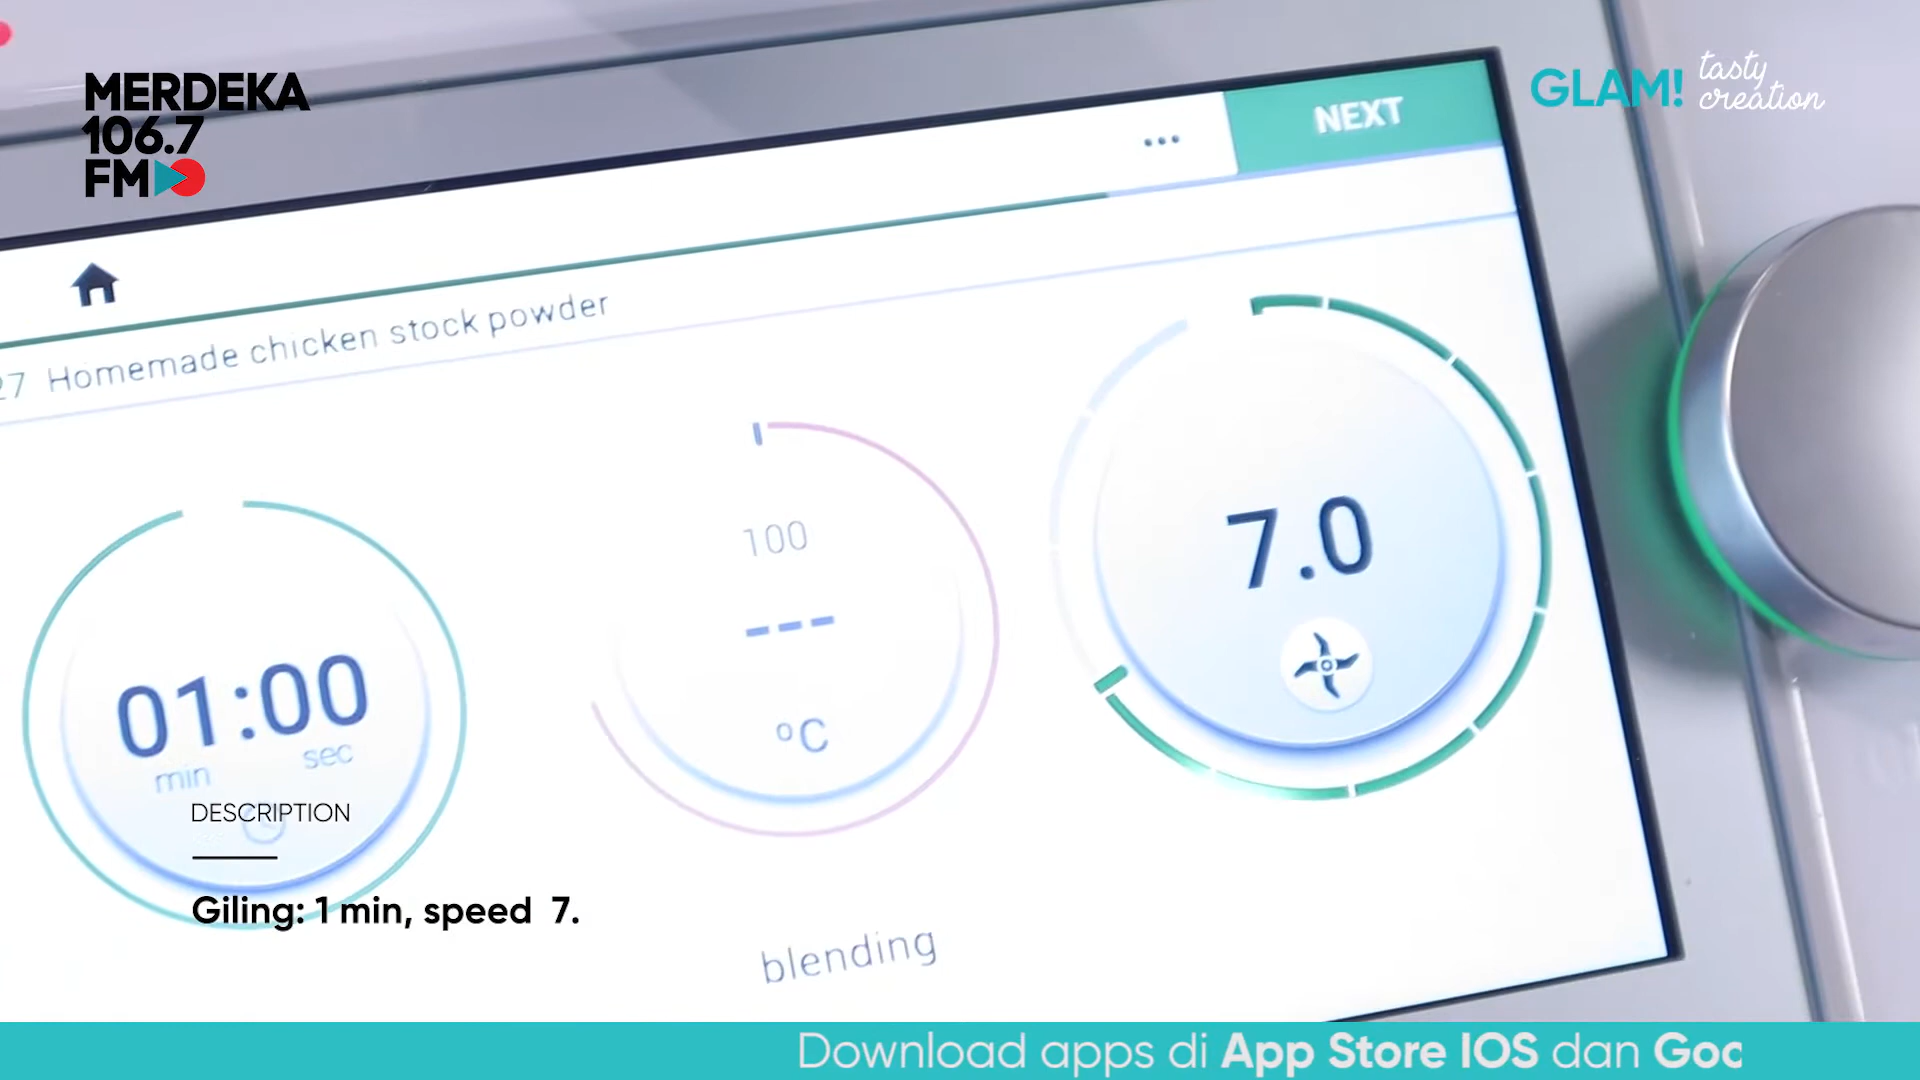 MERDEKA
106.7
FM
GLAM! tasty creation
NEXT
27 Homemade chicken stock powder
01:00
min sec
100
---
°C
7.0
DESCRIPTION
Giling: 1 min, speed 7.
blending
Download apps di App Store IOS dan Goo